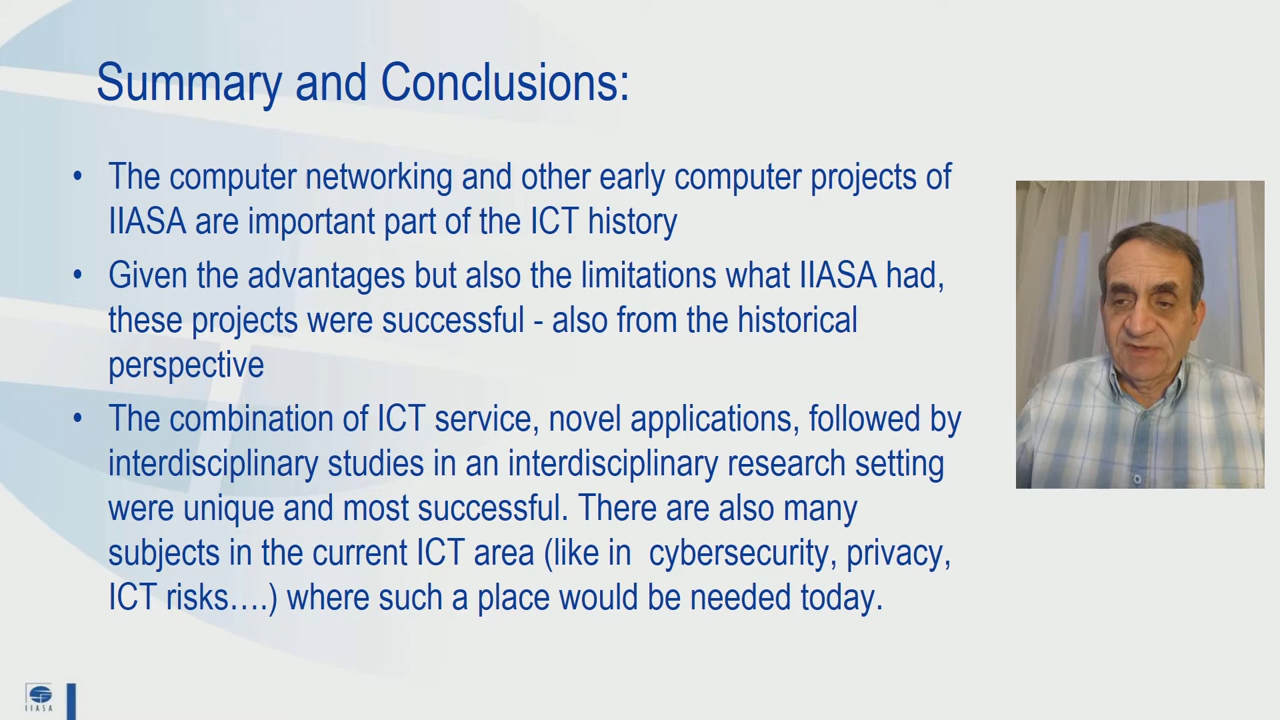 Summary and Conclusions:
• The computer networking and other early computer projects of
IIASA are important part of the ICT history
• Given the advantages but also the limitations what IIASA had,
these projects were successful - also from the historical
perspective
• The combination of ICT service, novel applications, followed by
interdisciplinary studies in an interdisciplinary research setting
were unique and most successful. There are also many
subjects in the current ICT area (like in  cybersecurity, privacy,
ICT risks….) where such a place would be needed today.
IIASA